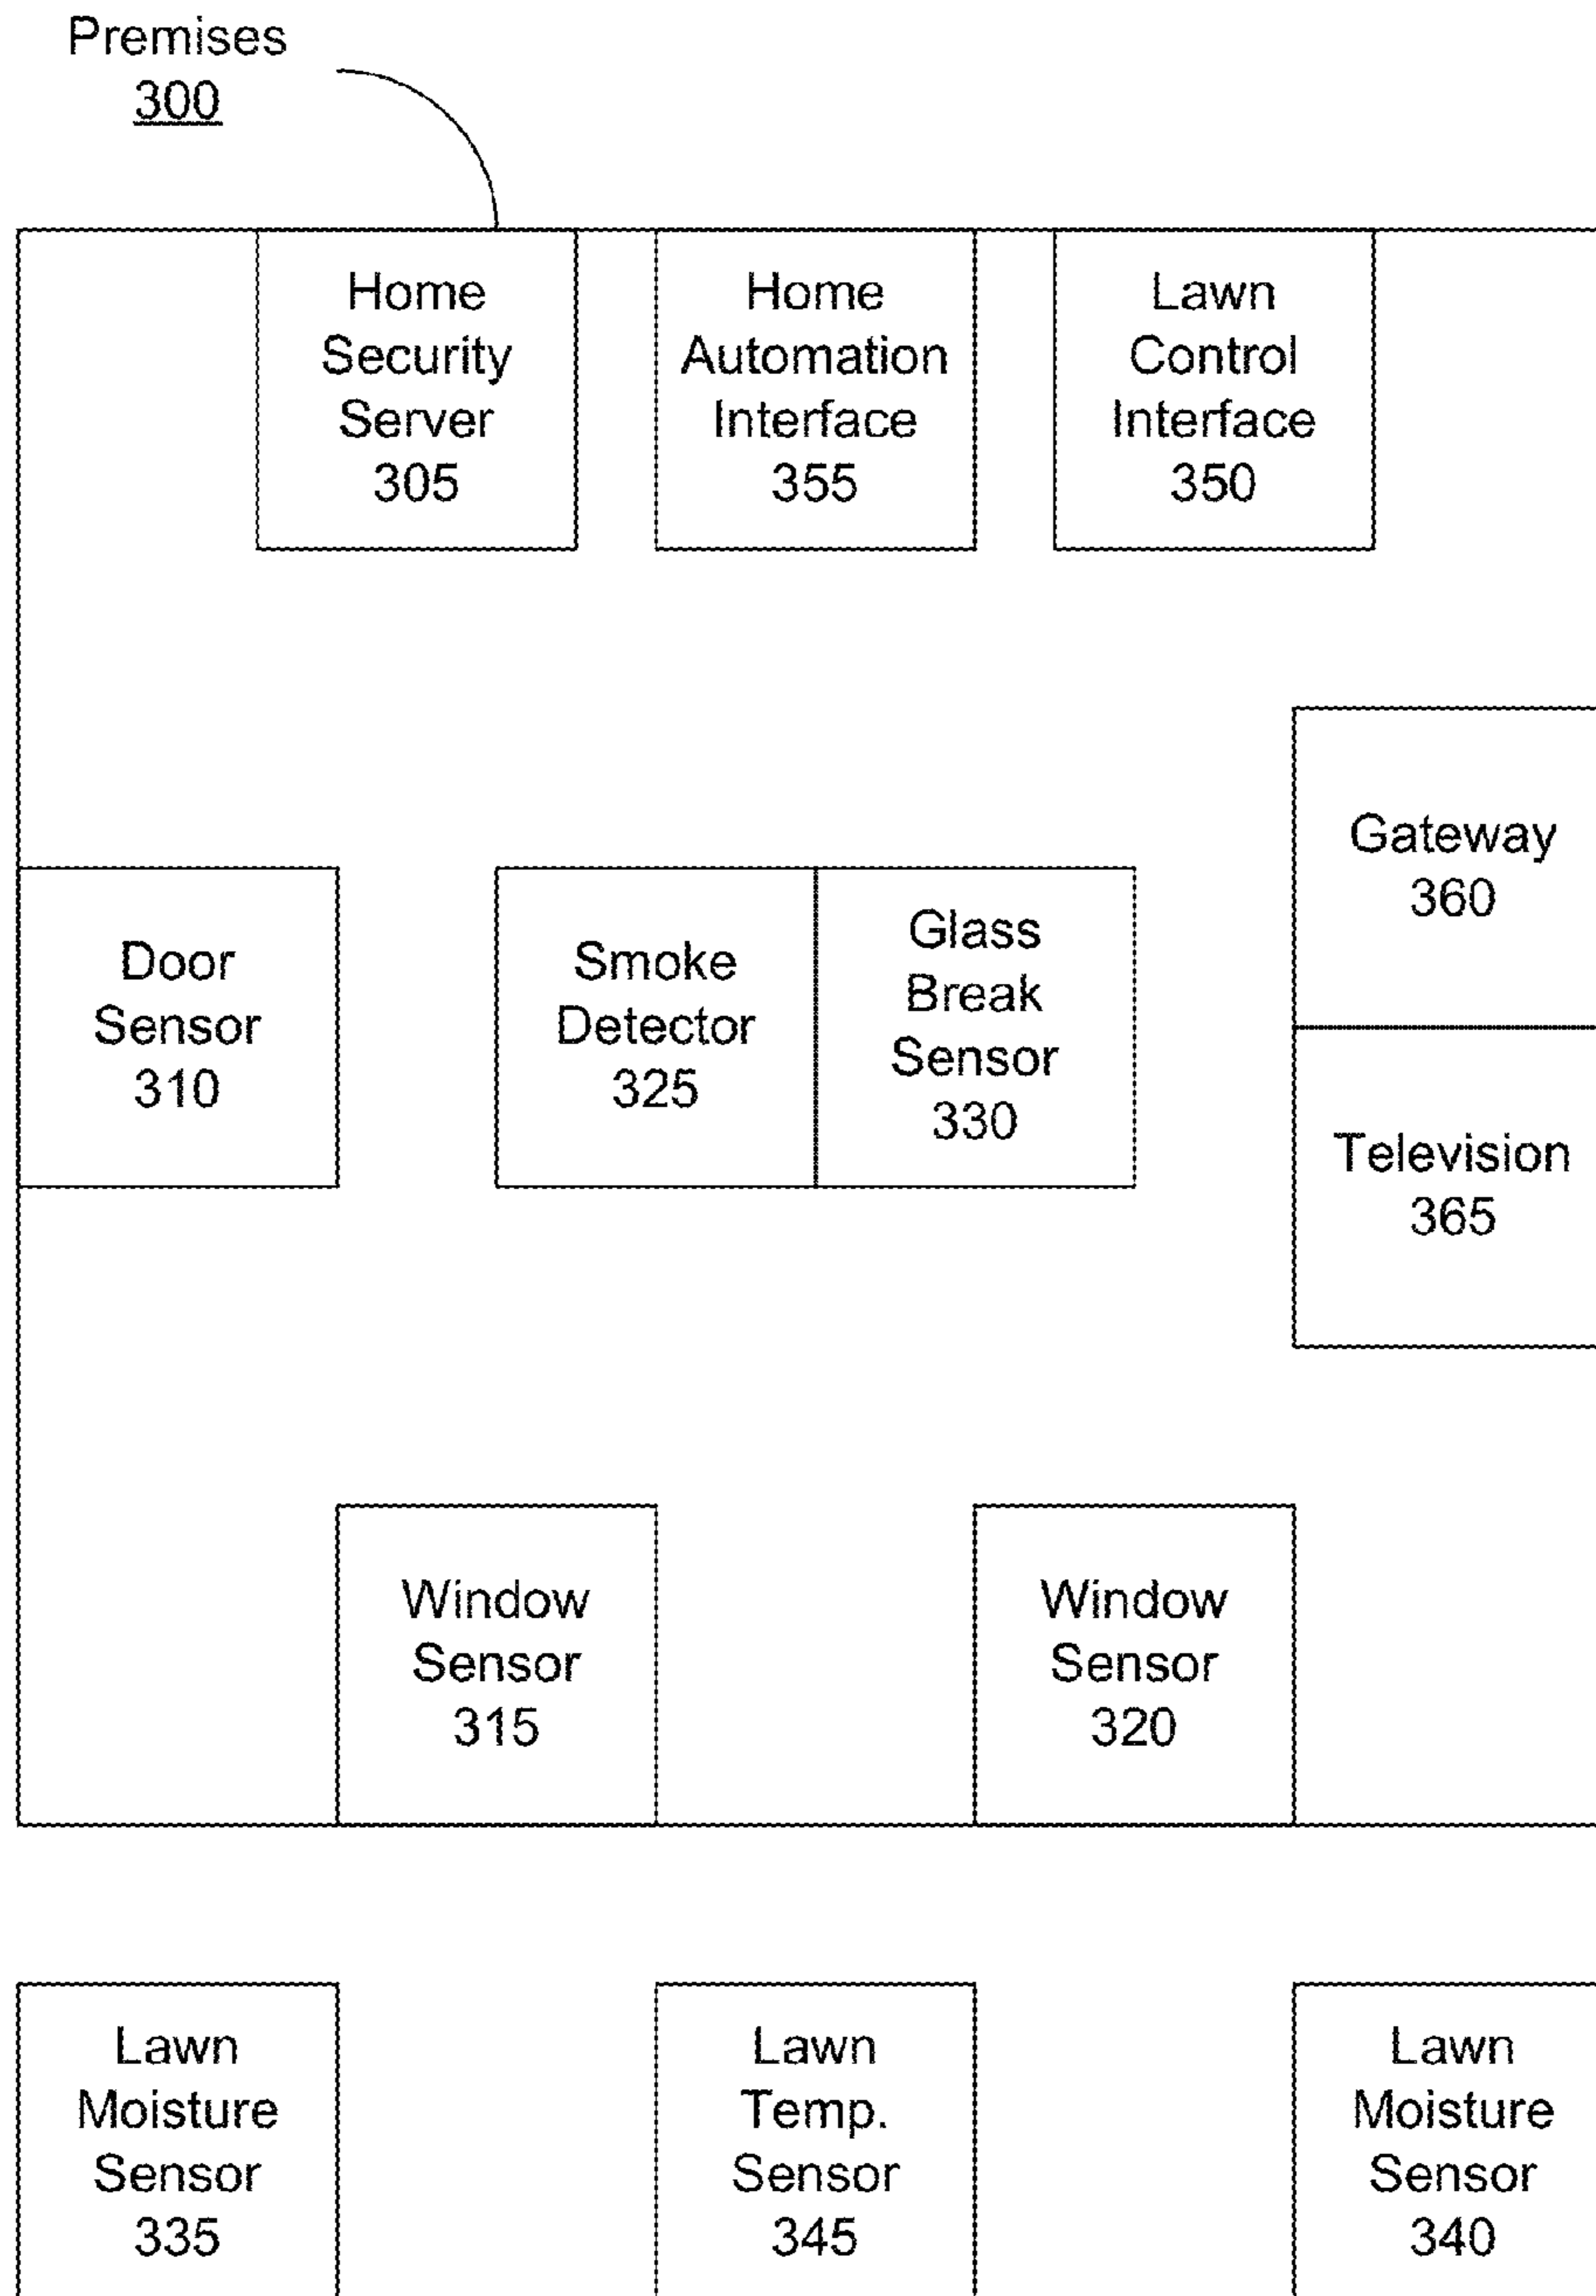 Premises
300
Home
Security
Server
305
Home
Automation
Interface
355
Lawn
Control
Interface
350
Gateway
360
Door
Sensor
310
Smoke
Detector
325
Glass
Break
Sensor
330
Television
365
Window
Sensor
315
Window
Sensor
320
Lawn
Moisture
Sensor
335
Lawn
Temp.
Sensor
345
Lawn
Moisture
Sensor
340